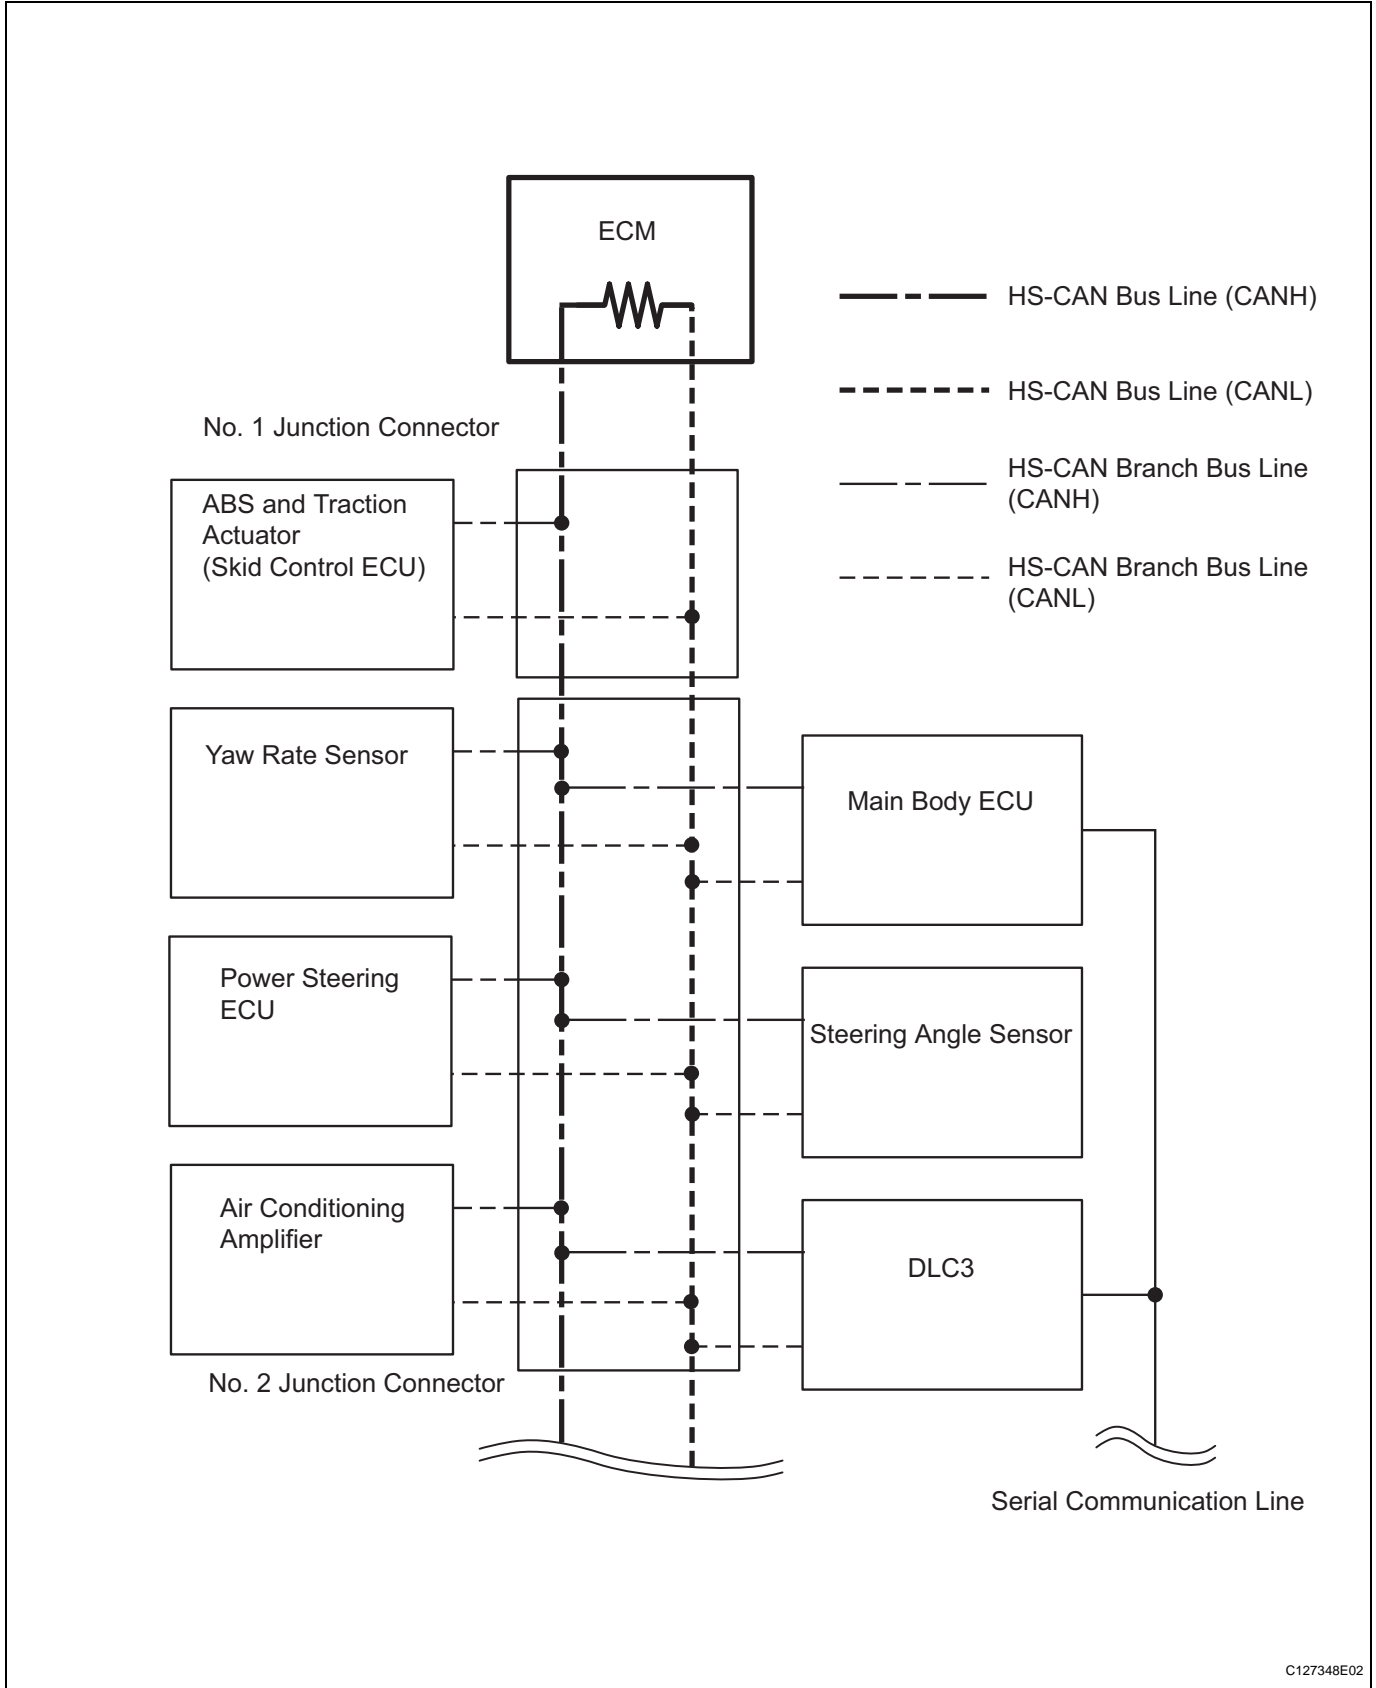 ECM
HS-CAN Bus Line (CANH)
HS-CAN Bus Line (CANL)
No. 1 Junction Connector
HS-CAN Branch Bus Line
(CANH)
ABS and Traction
Actuator
(Skid Control ECU)
HS-CAN Branch Bus Line
(CANL)
Yaw Rate Sensor
Main Body ECU
Power Steering
ECU
Steering Angle Sensor
Air Conditioning
Amplifier
DLC3
No. 2 Junction Connector
Serial Communication Line
C127348E02